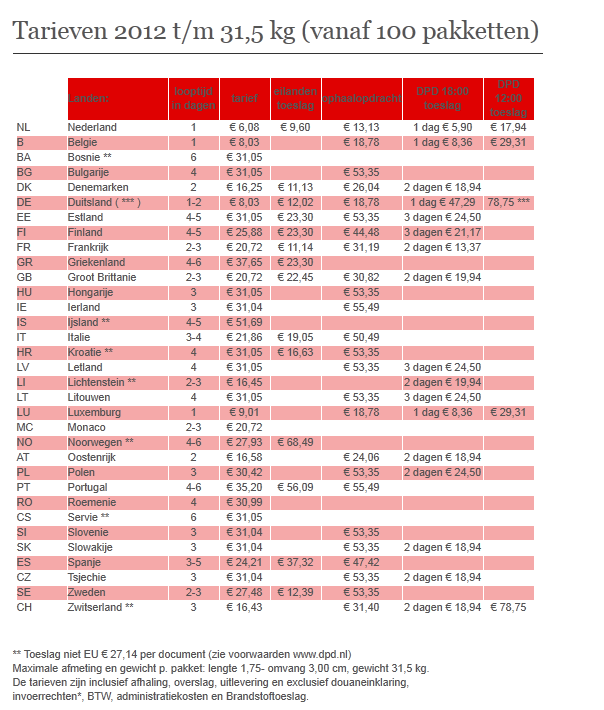 Tarieven 2012 t/m 31,5 kg (vanaf 100 pakketten)
Landen: looptijd in dagen tarief eilanden toeslag ophaalopdracht DPD 18:00 toeslag DPD 12:00 toeslag
NL Nederland 1 € 6,08 € 9,60 € 13,13 1 dag € 5,90 € 17,94
B Belgie 1 € 8,03 € 18,78 1 dag € 8,36 € 29,31
BA Bosnie ** 6 € 31,05
BG Bulgarije 4 € 31,05 € 53,35
DK Denemarken 2 € 16,25 € 11,13 € 26,04 2 dagen € 18,94
DE Duitsland ( *** ) 1-2 € 8,03 € 12,02 € 18,78 1 dag € 47,29 78,75 ***
EE Estland 4-5 € 31,05 € 23,30 € 53,35 3 dagen € 24,50
FI Finland 4-5 € 25,88 € 23,30 € 44,48 3 dagen € 21,17
FR Frankrijk 2-3 € 20,72 € 11,14 € 31,19 2 dagen € 13,37
GR Griekenland 4-6 € 37,65 € 23,30
GB Groot Brittanie 2-3 € 20,72 € 22,45 € 30,82 2 dagen € 19,94
HU Hongarije 3 € 31,05 € 53,35
IE Ierland 3 € 31,04 € 55,49
IS Ijsland ** 4-5 € 51,69
IT Italie 3-4 € 21,86 € 19,05 € 50,49
HR Kroatie ** 4 € 31,05 € 16,63 € 53,35
LV Letland 4 € 31,05 € 53,35 3 dagen € 24,50
LI Lichtenstein ** 2-3 € 16,45 2 dagen € 19,94
LT Litouwen 4 € 31,05 € 53,35 3 dagen € 24,50
LU Luxemburg 1 € 9,01 € 18,78 1 dag € 8,36 € 29,31
MC Monaco 2-3 € 20,72
NO Noorwegen ** 4-6 € 27,93 € 68,49
AT Oostenrijk 2 € 16,58 € 24,06 2 dagen € 18,94
PL Polen 3 € 30,42 € 53,35 2 dagen € 24,50
PT Portugal 4-6 € 35,20 € 56,09 € 55,49
RO Roemenie 4 € 30,99
CS Servie ** 6 € 31,05
SI Slovenie 3 € 31,04 € 53,35
SK Slowakije 3 € 31,04 € 53,35 2 dagen € 18,94
ES Spanje 3-5 € 24,21 € 37,32 € 47,42
CZ Tsjechie 3 € 31,04 € 53,35 2 dagen € 18,94
SE Zweden 2-3 € 27,48 € 12,39 € 53,35
CH Zwitserland ** 3 € 16,43 € 31,40 2 dagen € 18,94 € 78,75
** Toeslag niet EU € 27,14 per document (zie voorwaarden www.dpd.nl)
Maximale afmeting en gewicht p. pakket: lengte 1,75- omvang 3,00 cm, gewicht 31,5 kg.
De tarieven zijn inclusief afhaling, overslag, uitlevering en exclusief douaneinklaring,
invoerrechten*, BTW, administratiekosten en Brandstoftoeslag.